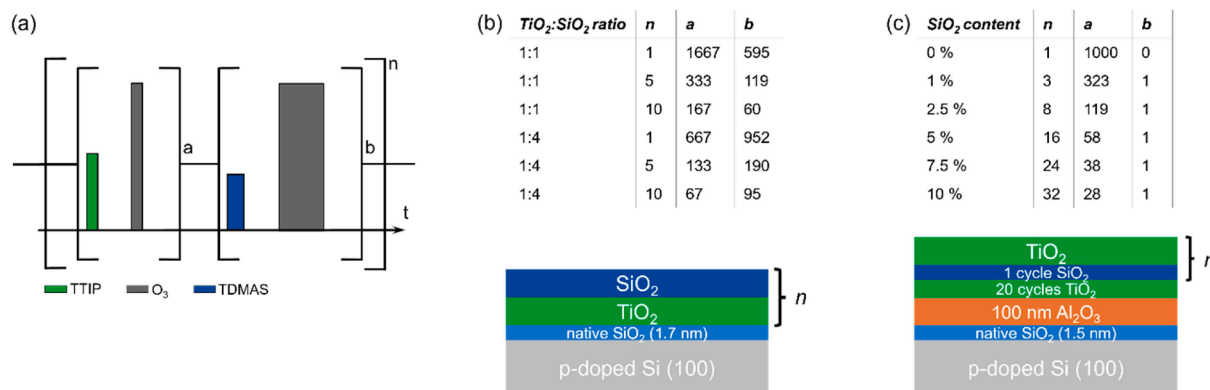 (a)
n
a
b
t
TTIP O₃ TDMAS
(b)
TiO₂:SiO₂ ratio n a b
1:1 1 1667 595
1:1 5 333 119
1:1 10 167 60
1:4 1 667 952
1:4 5 133 190
1:4 10 67 95
SiO₂
TiO₂
n
native SiO₂ (1.7 nm)
p-doped Si (100)
(c)
SiO₂ content n a b
0 % 1 1000 0
1 % 3 323 1
2.5 % 8 119 1
5 % 16 58 1
7.5 % 24 38 1
10 % 32 28 1
TiO₂
1 cycle SiO₂
20 cycles TiO₂
100 nm Al₂O₃
native SiO₂ (1.5 nm)
p-doped Si (100)